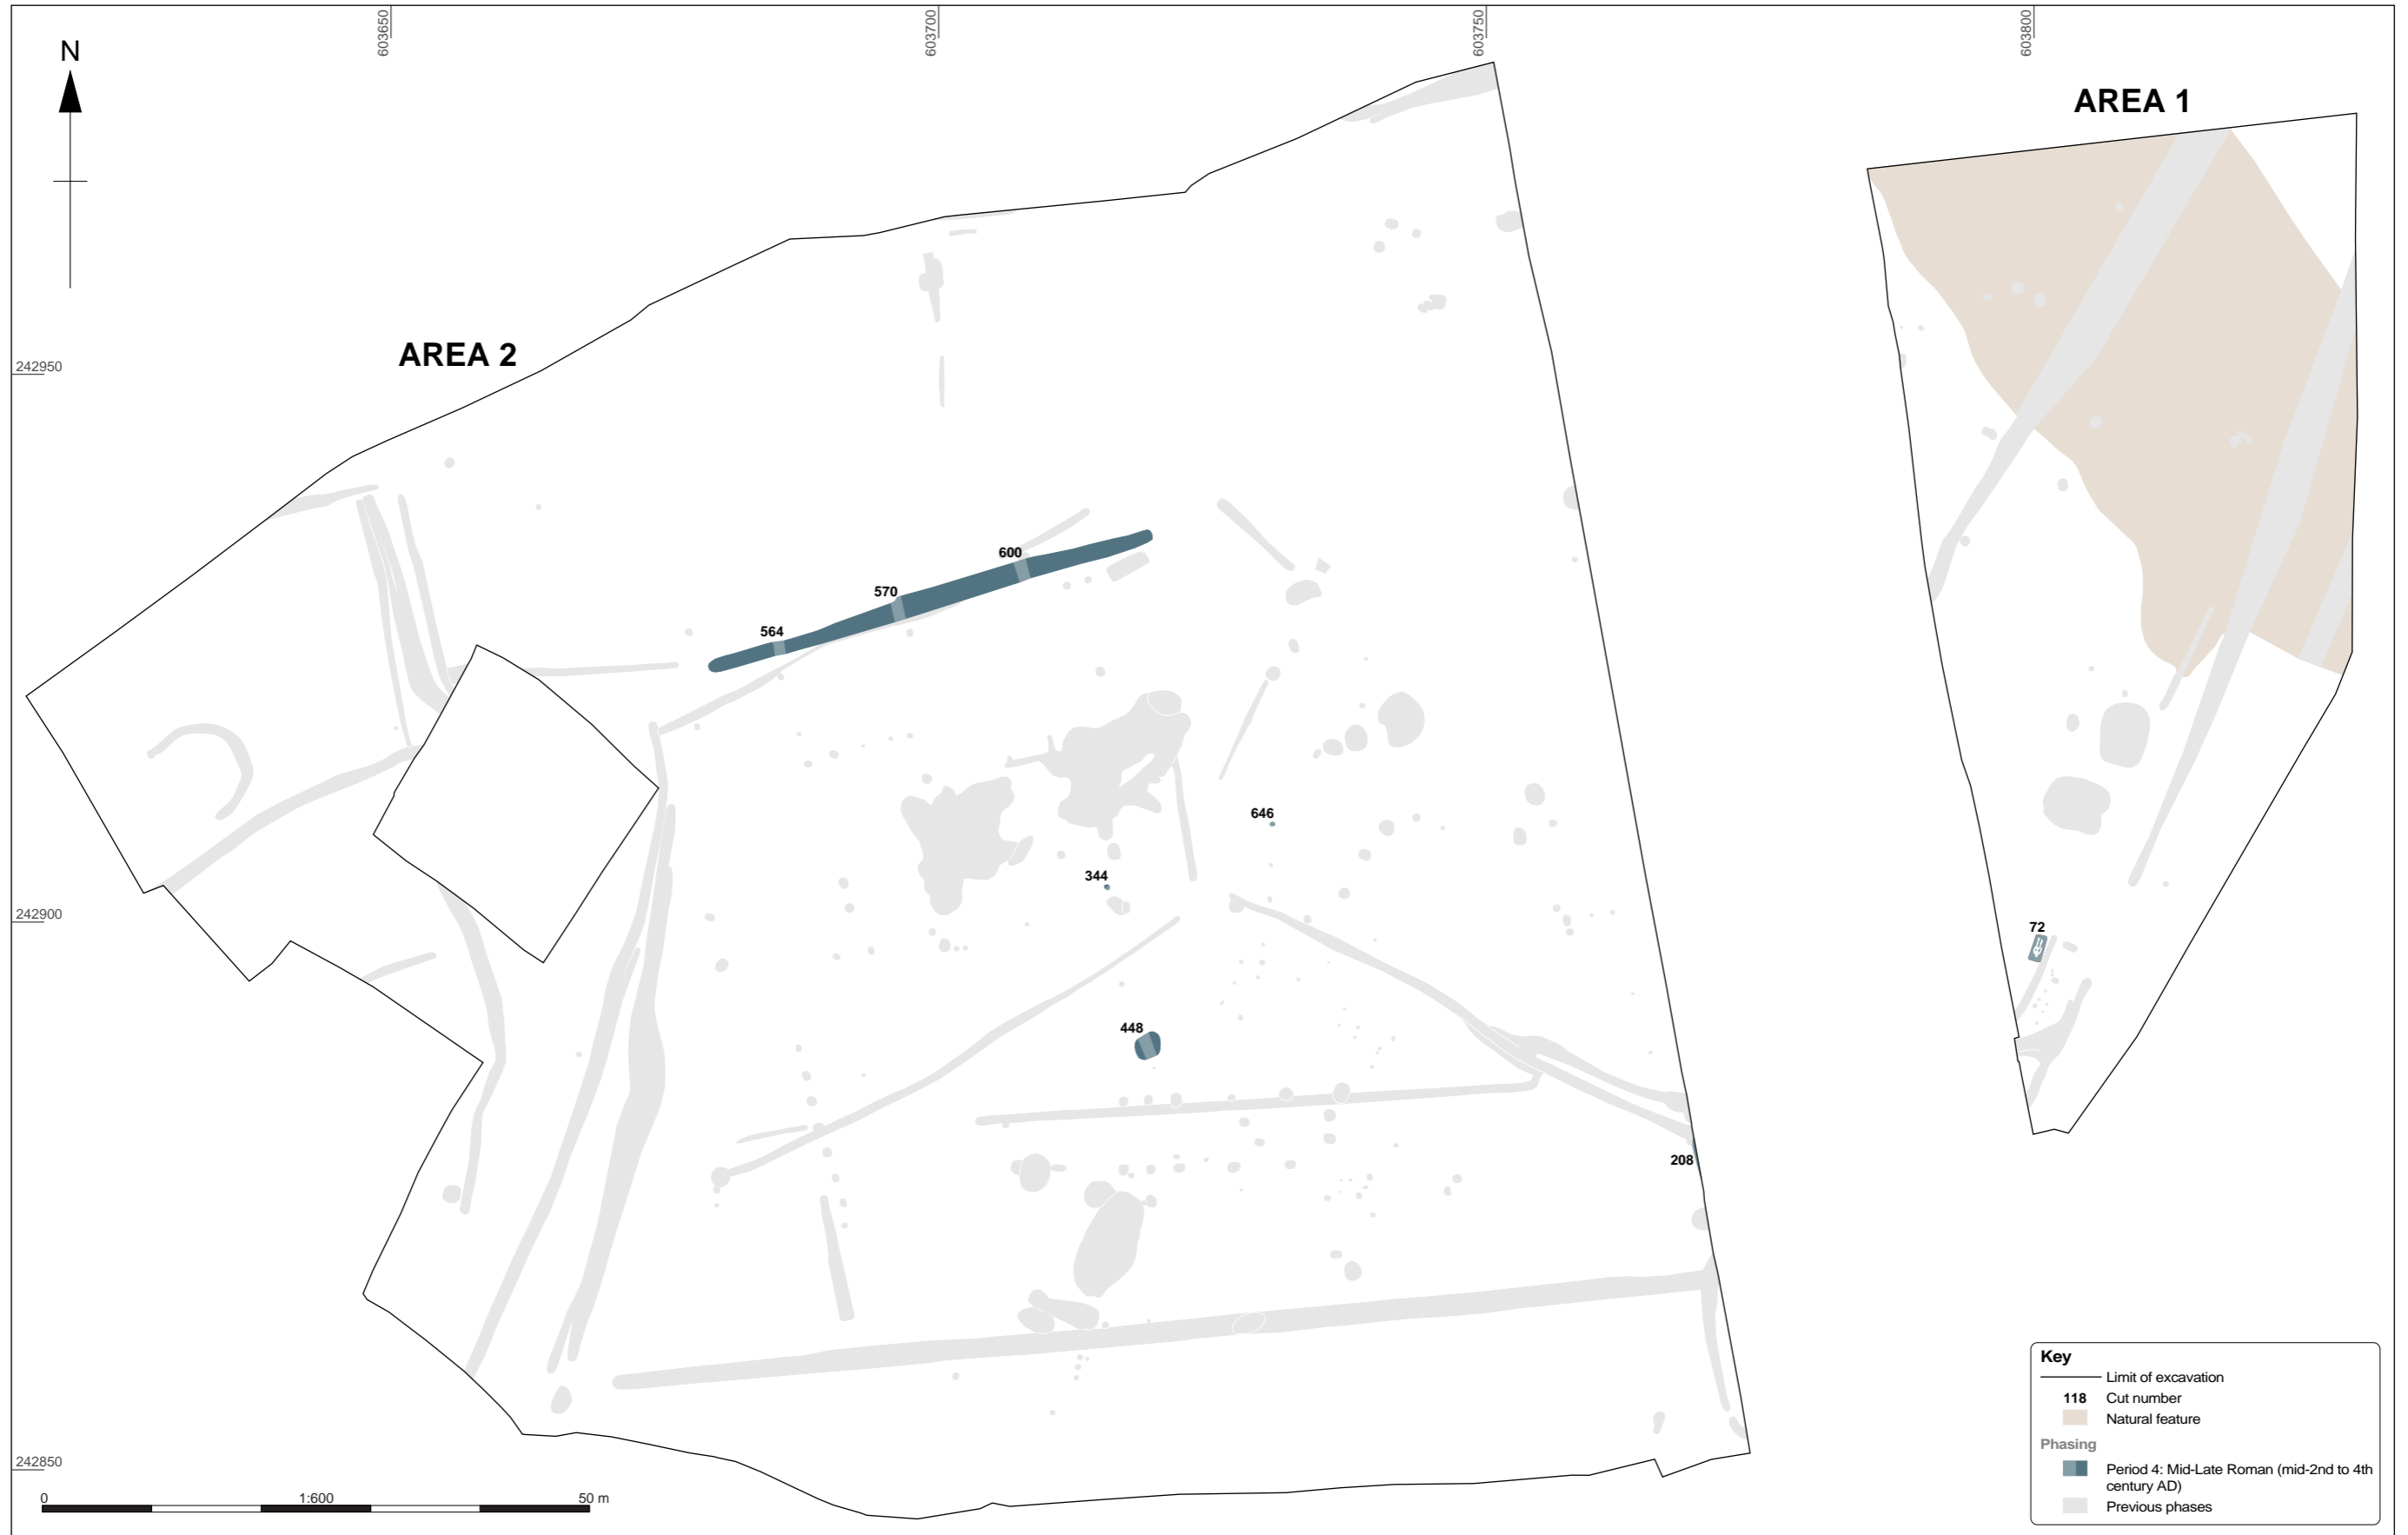 603650
603700
603750
603800
N
AREA 1
AREA 2
242950
600
570
564
646
344
242900
72
448
208
242850
0
1:600
50 m
Key
Limit of excavation
118 Cut number
Natural feature
Phasing
Period 4: Mid-Late Roman (mid-2nd to 4th
century AD)
Previous phases